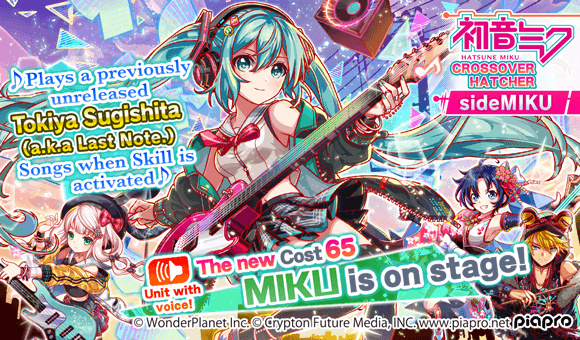 初音ミク
HATSUNE MIKU
CROSSOVER
HATCHER
sideMIKU
♪Plays a previously
unreleased
Tokiya Sugishita
(a.k.a Last Note.)
Songs when Skill is
activated♪
Unit with
voice!
The new Cost 65
MIKU is on stage!
© WonderPlanet Inc. © Crypton Future Media, INC. www.piapro.net piapro